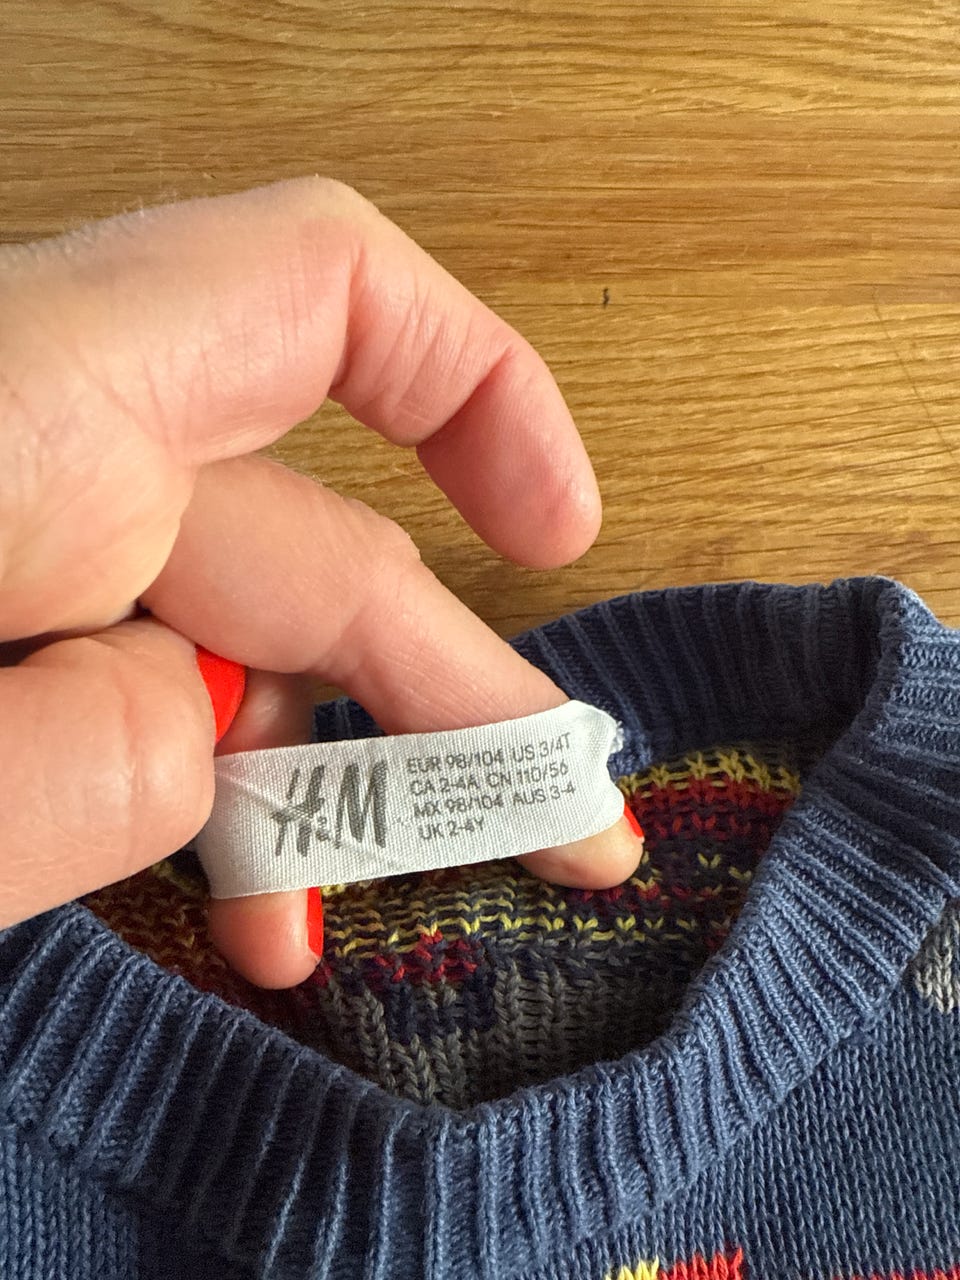 H&M
EUR 98/104 US 3/4T
CA 2-4A CN 110/56
MX 98/104 AUS 3-4
UK 2-4Y